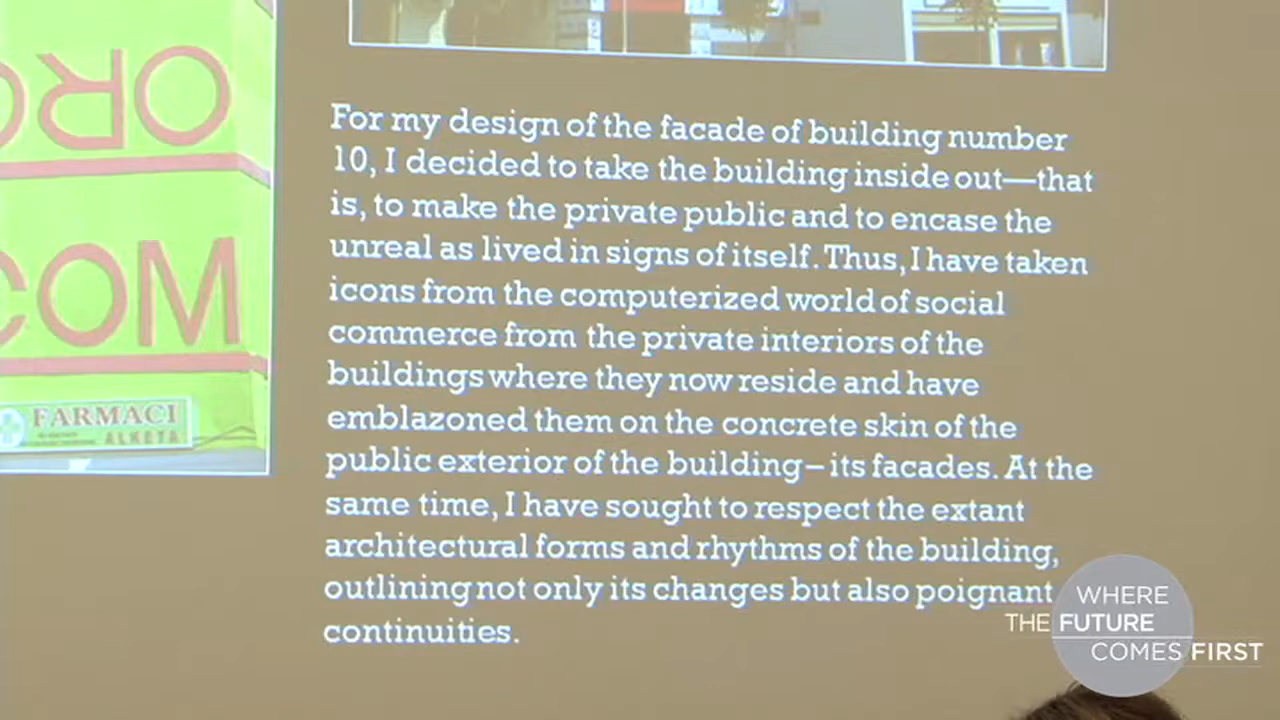 ORO
COM
FARMACI
ALKETA
For my design of the facade of building number
10, I decided to take the building inside out—that
is, to make the private public and to encase the
unreal as lived in signs of itself. Thus, I have taken
icons from the computerized world of social
commerce from the private interiors of the
buildings where they now reside and have
emblazoned them on the concrete skin of the
public exterior of the building–its facades. At the
same time, I have sought to respect the extant
architectural forms and rhythms of the building,
outlining not only its changes but also poignant
continuities.
WHERE
THE FUTURE
COMES FIRST